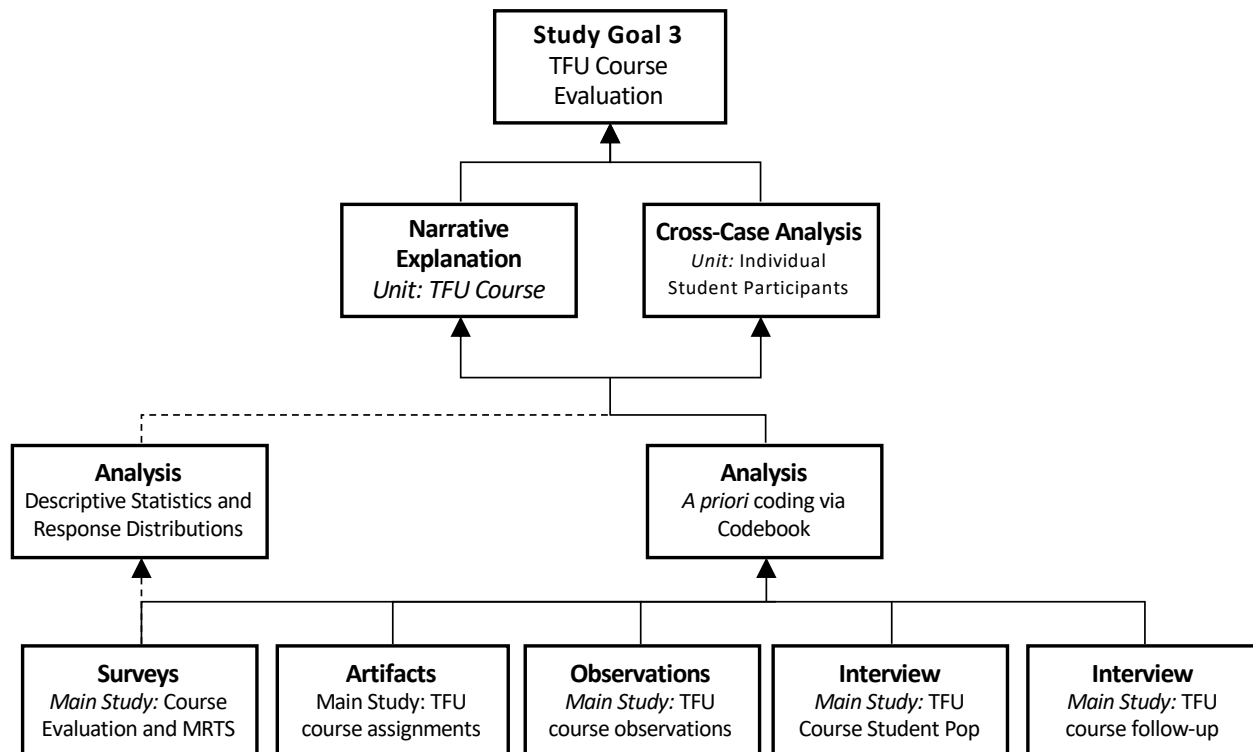 Study Goal 3
TFU Course
Evaluation
Narrative
Explanation
Unit: TFU Course
Cross-Case Analysis
Unit: Individual
Student Participants
Analysis
Descriptive Statistics and
Response Distributions
Analysis
A priori coding via
Codebook
Surveys
Main Study: Course
Evaluation and MRTS
Artifacts
Main Study: TFU
course assignments
Observations
Main Study: TFU
course observations
Interview
Main Study: TFU
Course Student Pop
Interview
Main Study: TFU
course follow-up